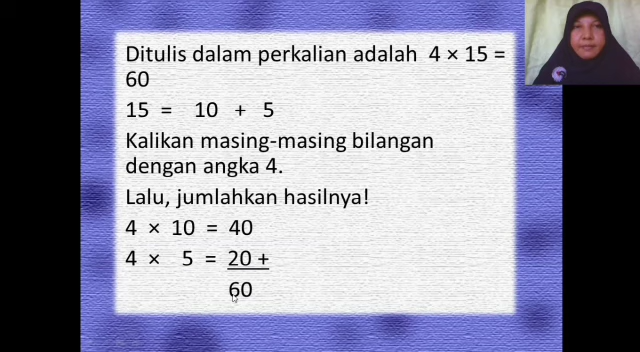 Ditulis dalam perkalian adalah 4 × 15 =
60
15 = 10 + 5
Kalikan masing-masing bilangan
dengan angka 4.
Lalu, jumlahkan hasilnya!
4 × 10 = 40
4 × 5 = 20 +
60